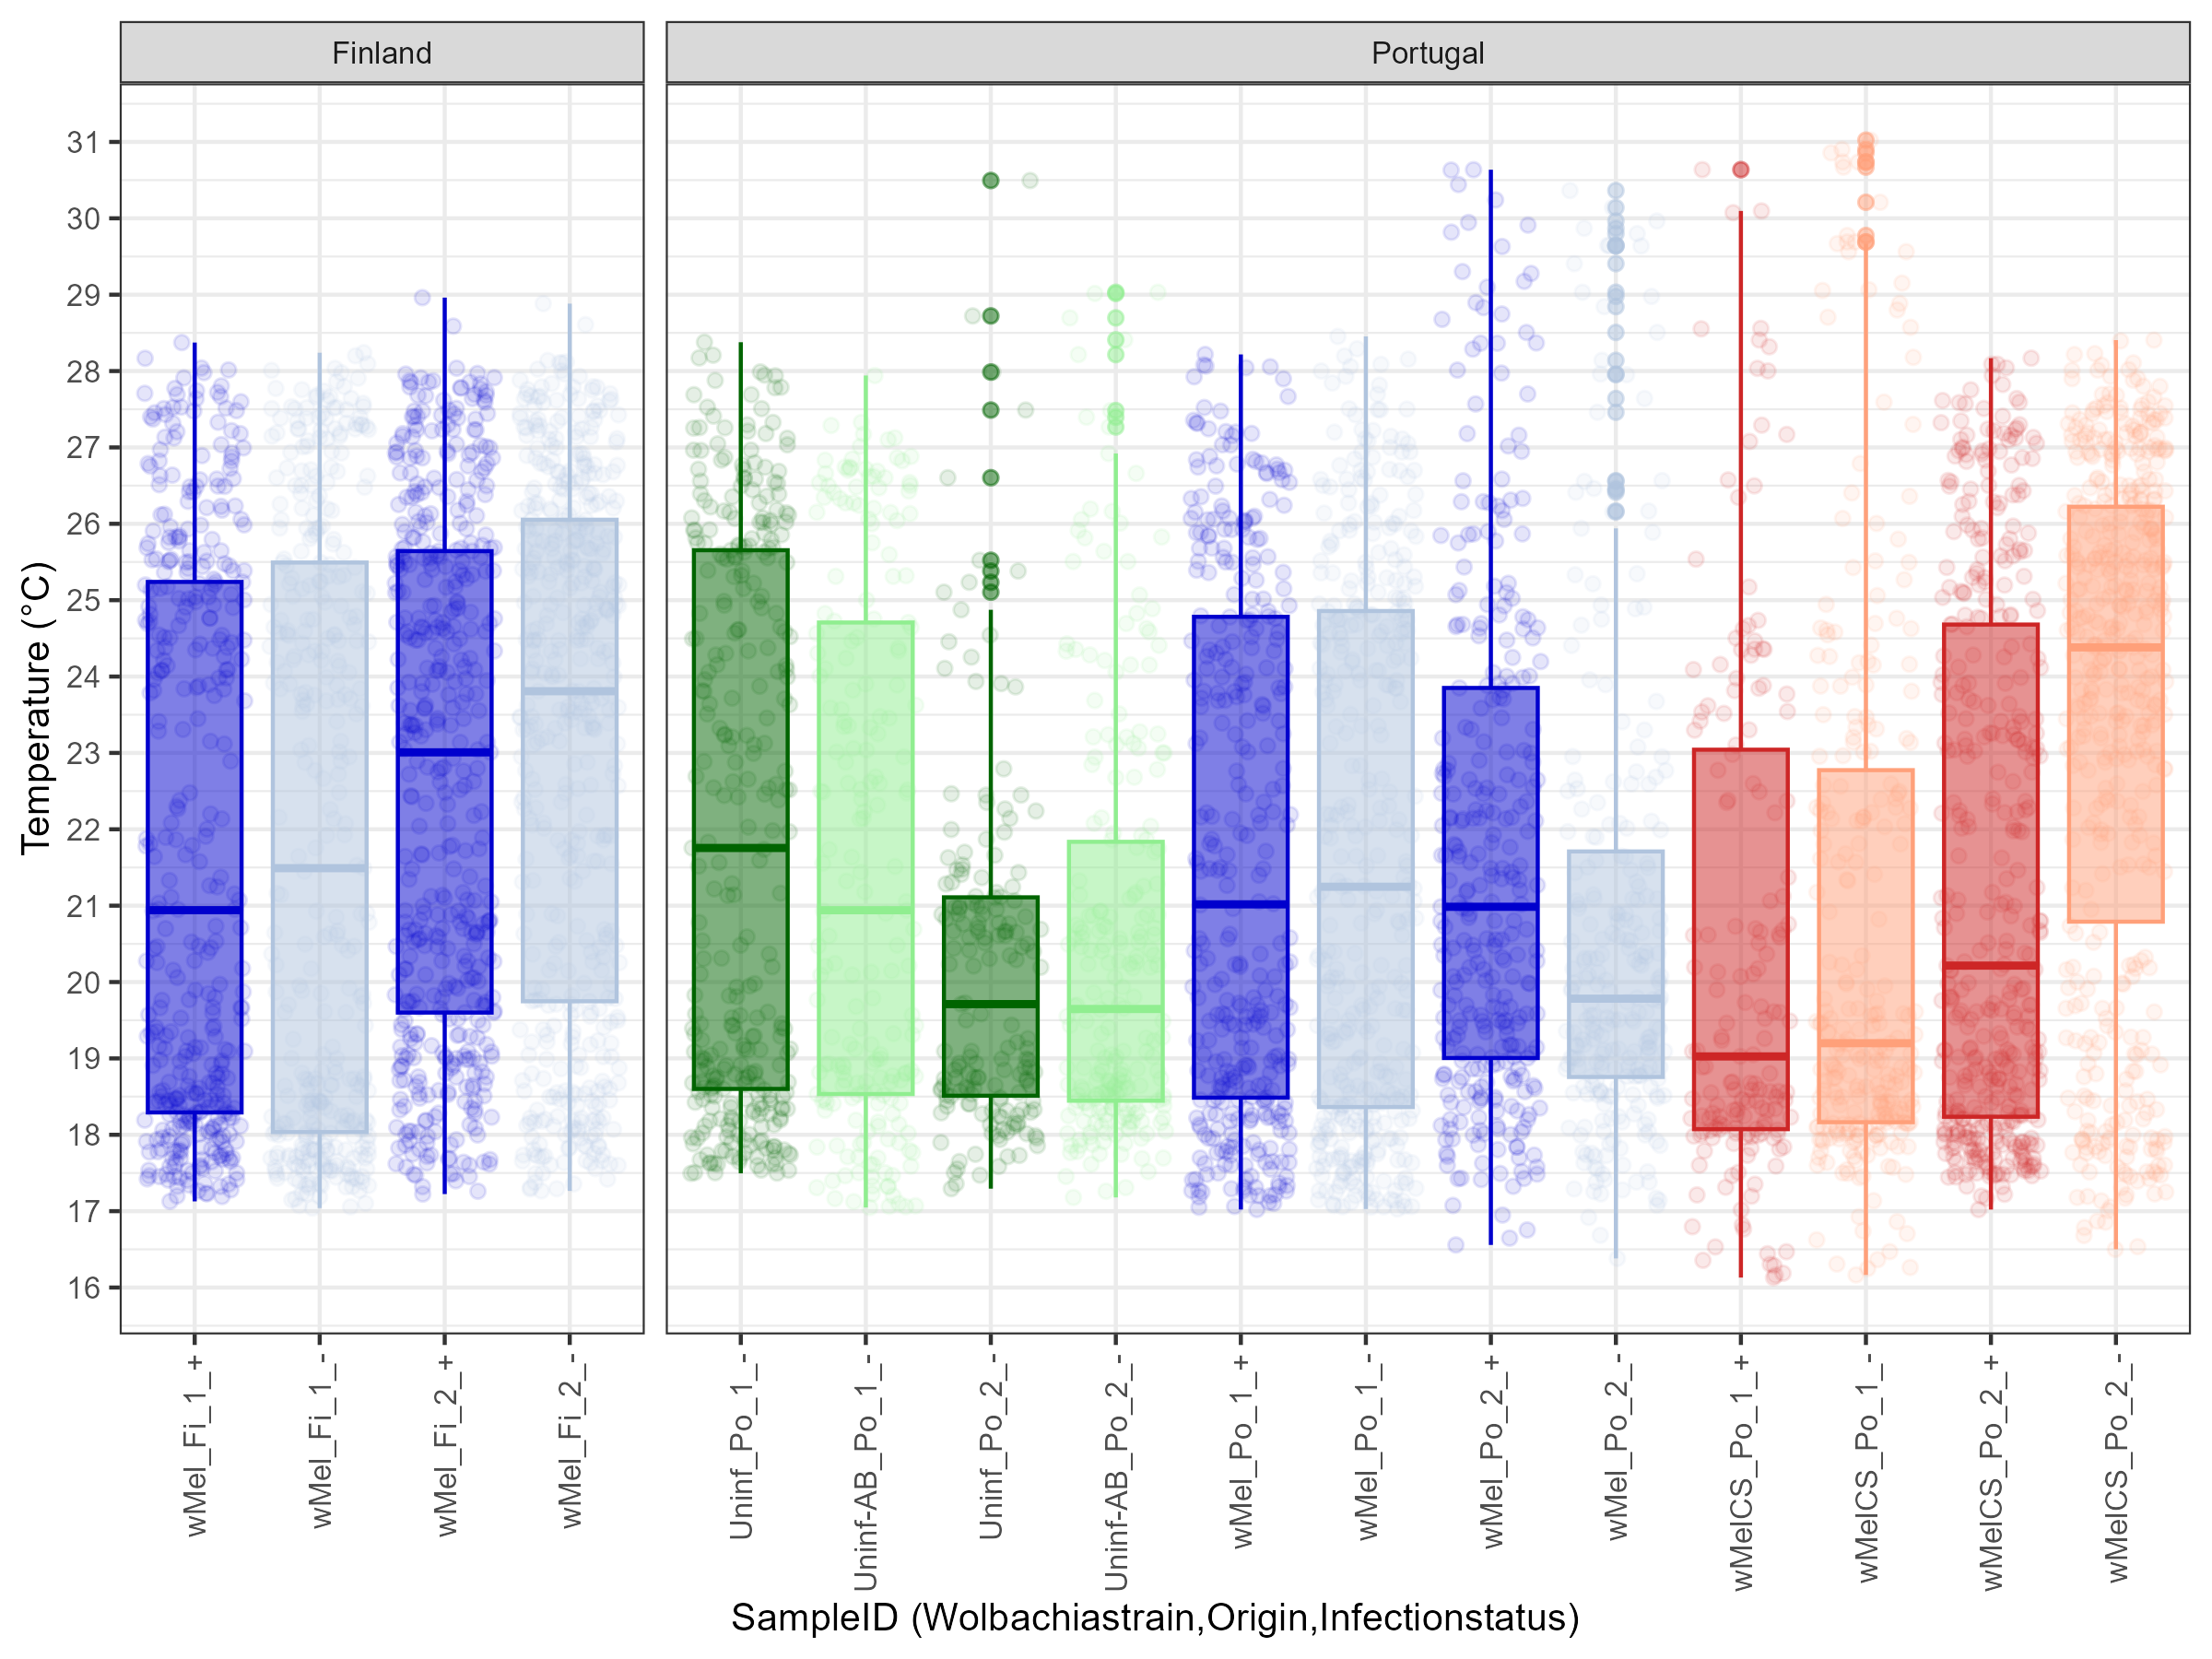 Finland
Portugal
Temperature (°C)
31
30
29
28
27
26
25
24
23
22
21
20
19
18
17
16
wMel_Fi_1_+
wMel_Fi_1_-
wMel_Fi_2_+
wMel_Fi_2_-
Uninf_Po_1_-
Uninf-AB_Po_1_-
Uninf_Po_2_-
Uninf-AB_Po_2_-
wMel_Po_1_+
wMel_Po_1_-
wMel_Po_2_+
wMel_Po_2_-
wMelCS_Po_1_+
wMelCS_Po_1_-
wMelCS_Po_2_+
wMelCS_Po_2_-
SampleID (Wolbachiastrain,Origin,Infectionstatus)